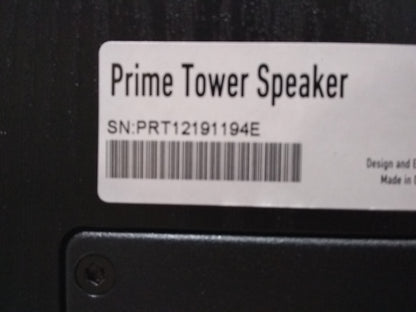 Prime Tower Speaker
SN:PRT12191194E
Design and
Made in